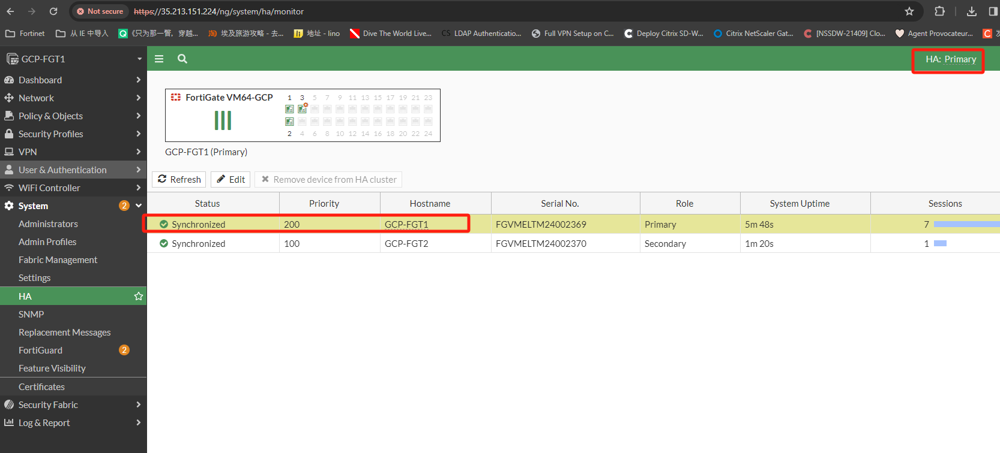 Not secure https://35.213.151.224/ng/system/ha/monitor
Fortinet 从 IE 中导入 《只为那一瞥，穿越... 埃及旅游攻略 - 去... 地址 - lino Dive The World Live... CS LDAP Authenticatio... Full VPN Setup on C... Deploy Citrix SD-W... Citrix NetScaler Gat... [NSSDW-21409] Clo... Agent Provocateur...
GCP-FGT1
HA: Primary
Dashboard
Network
Policy & Objects
Security Profiles
VPN
User & Authentication
WiFi Controller
System 2
Administrators
Admin Profiles
Fabric Management
Settings
HA
SNMP
Replacement Messages
FortiGuard 2
Feature Visibility
Certificates
Security Fabric
Log & Report
FortiGate VM64-GCP
1 3 5 7 9 11 13 15 17 19 21 23
2 4 6 8 10 12 14 16 18 20 22 24
GCP-FGT1 (Primary)
Refresh Edit Remove device from HA cluster
Status Priority Hostname Serial No. Role System Uptime Sessions
Synchronized 200 GCP-FGT1 FGVMELTM24002369 Primary 5m 48s 7
Synchronized 100 GCP-FGT2 FGVMELTM24002370 Secondary 1m 20s 1